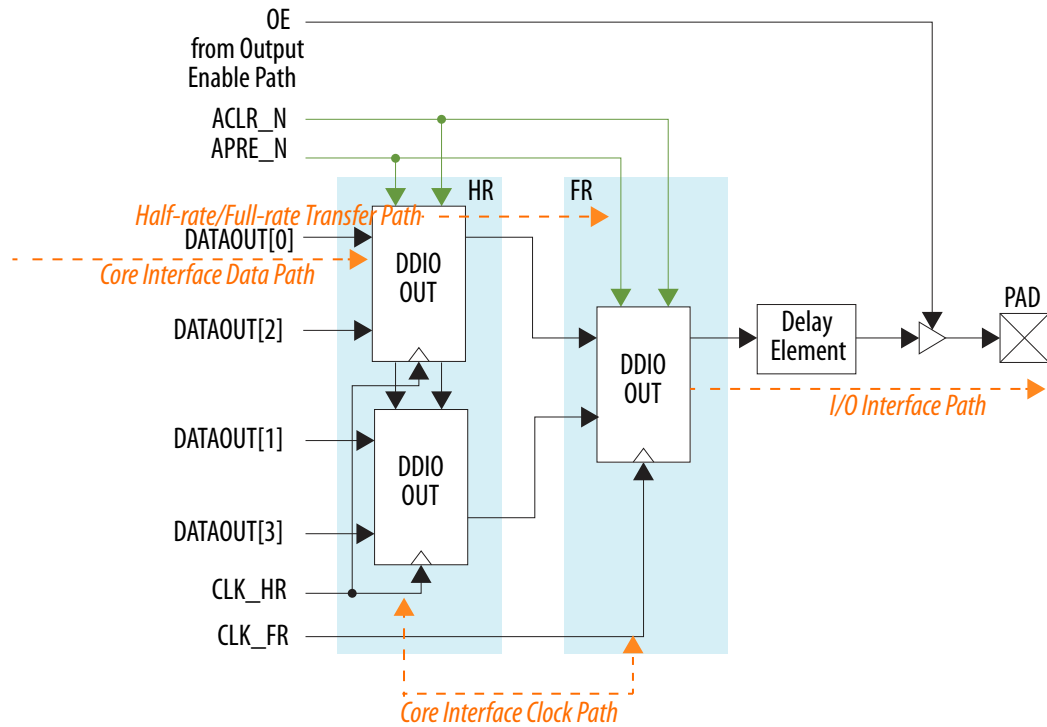 OE
from Output
Enable Path
ACLR_N
APRE_N
HR
FR
Half-rate/Full-rate Transfer Path
DATAOUT[0]
Core Interface Data Path
DDIO
OUT
DATAOUT[2]
PAD
Delay
Element
DDIO
OUT
I/O Interface Path
DATAOUT[1]
DDIO
OUT
DATAOUT[3]
CLK_HR
CLK_FR
Core Interface Clock Path